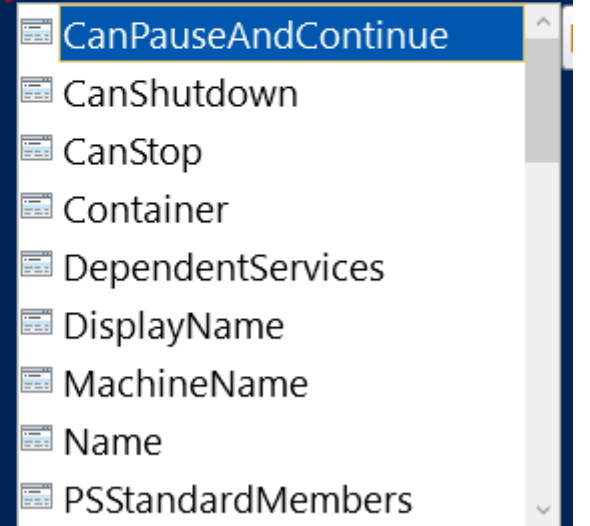 CanPauseAndContinue
CanShutdown
CanStop
Container
DependentServices
DisplayName
MachineName
Name
PSStandardMembers